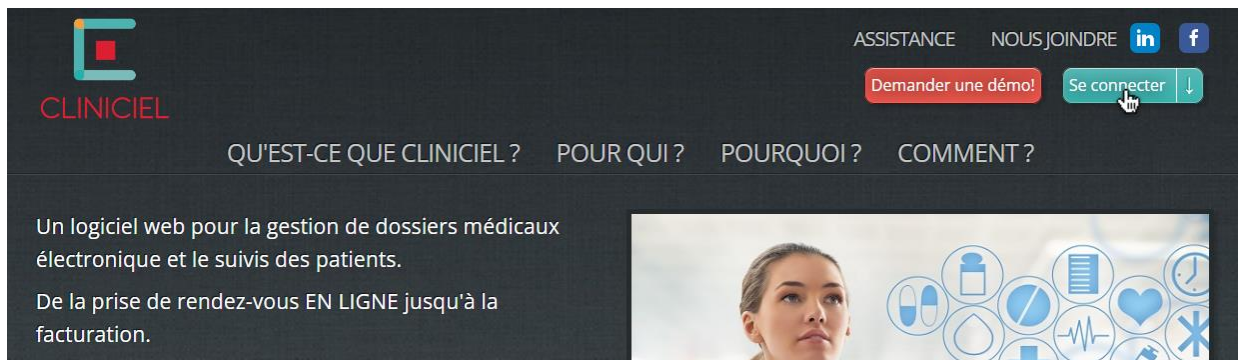 ASSISTANCE NOUS JOINDRE in f
Demander une démo! Se connecter ↓
CLINICIEL
QU'EST-CE QUE CLINICIEL ? POUR QUI ? POURQUOI ? COMMENT ?
Un logiciel web pour la gestion de dossiers médicaux
électronique et le suivis des patients.
De la prise de rendez-vous EN LIGNE jusqu'à la
facturation.